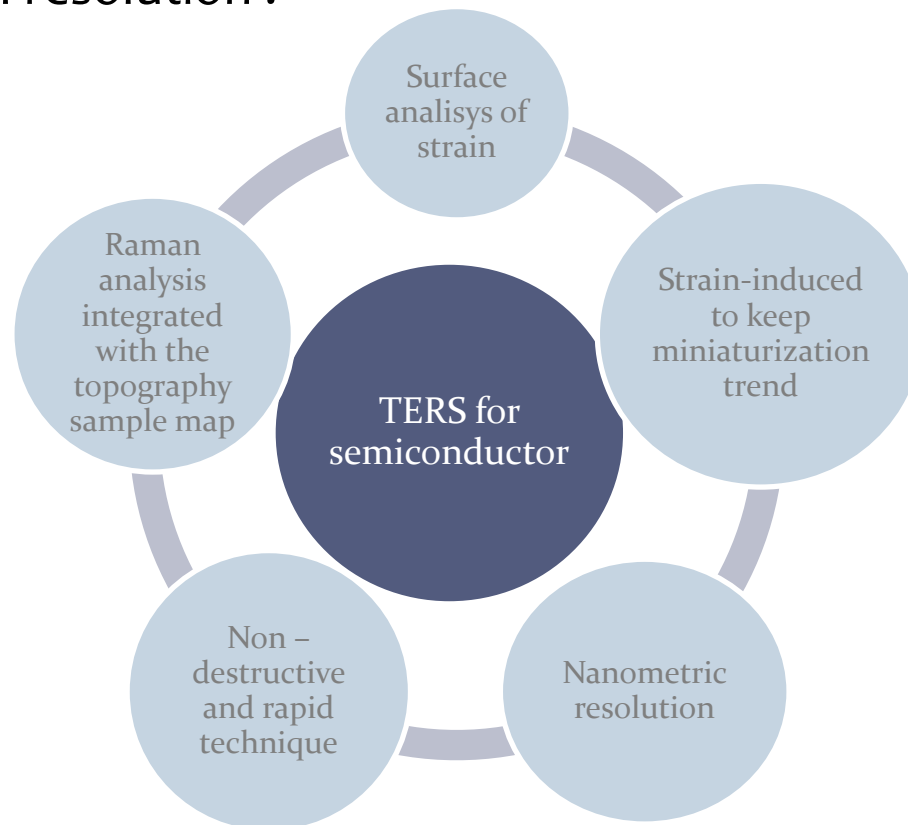 resolution?
Surface
analisys of
strain
Strain-induced
to keep
miniaturization
trend
Nanometric
resolution
Non –
destructive
and rapid
technique
Raman
analysis
integrated
with the
topography
sample map
TERS for
semiconductor